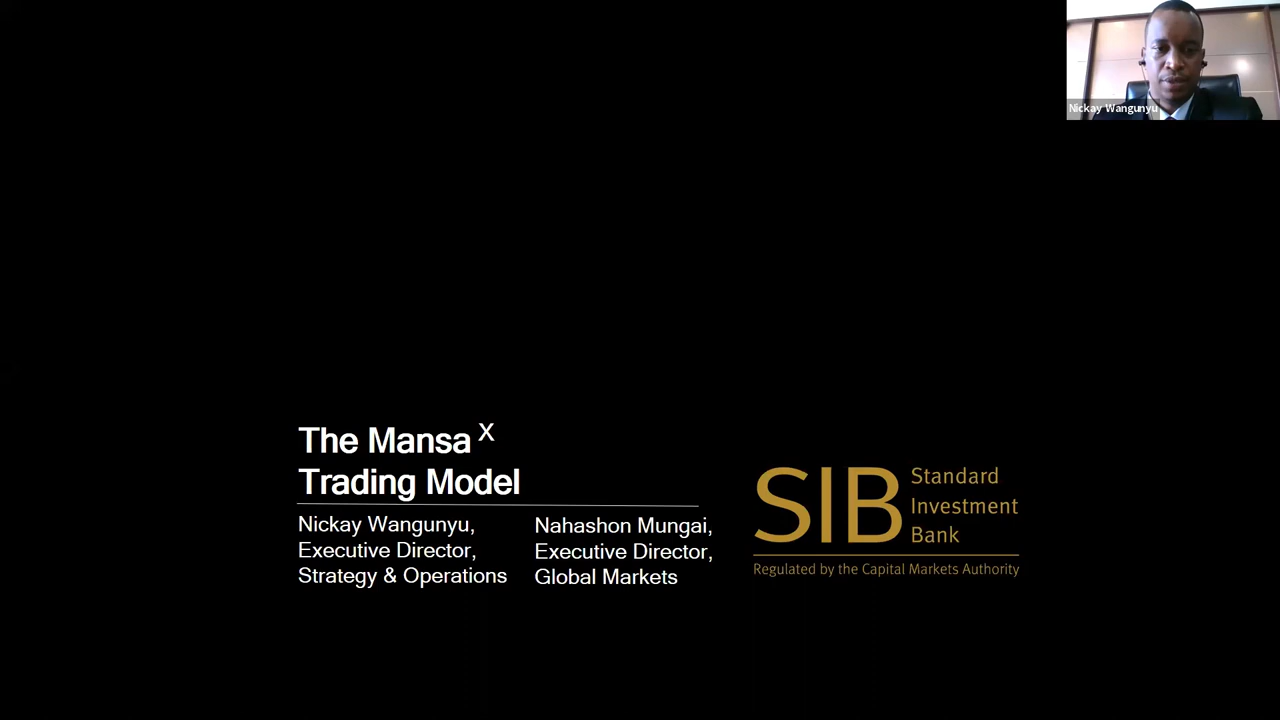 Nickay Wangunyu
The Mansa X
Trading Model
Nickay Wangunyu,
Executive Director,
Strategy & Operations
Nahashon Mungai,
Executive Director,
Global Markets
SIB
Standard
Investment
Bank
Regulated by the Capital Markets Authority